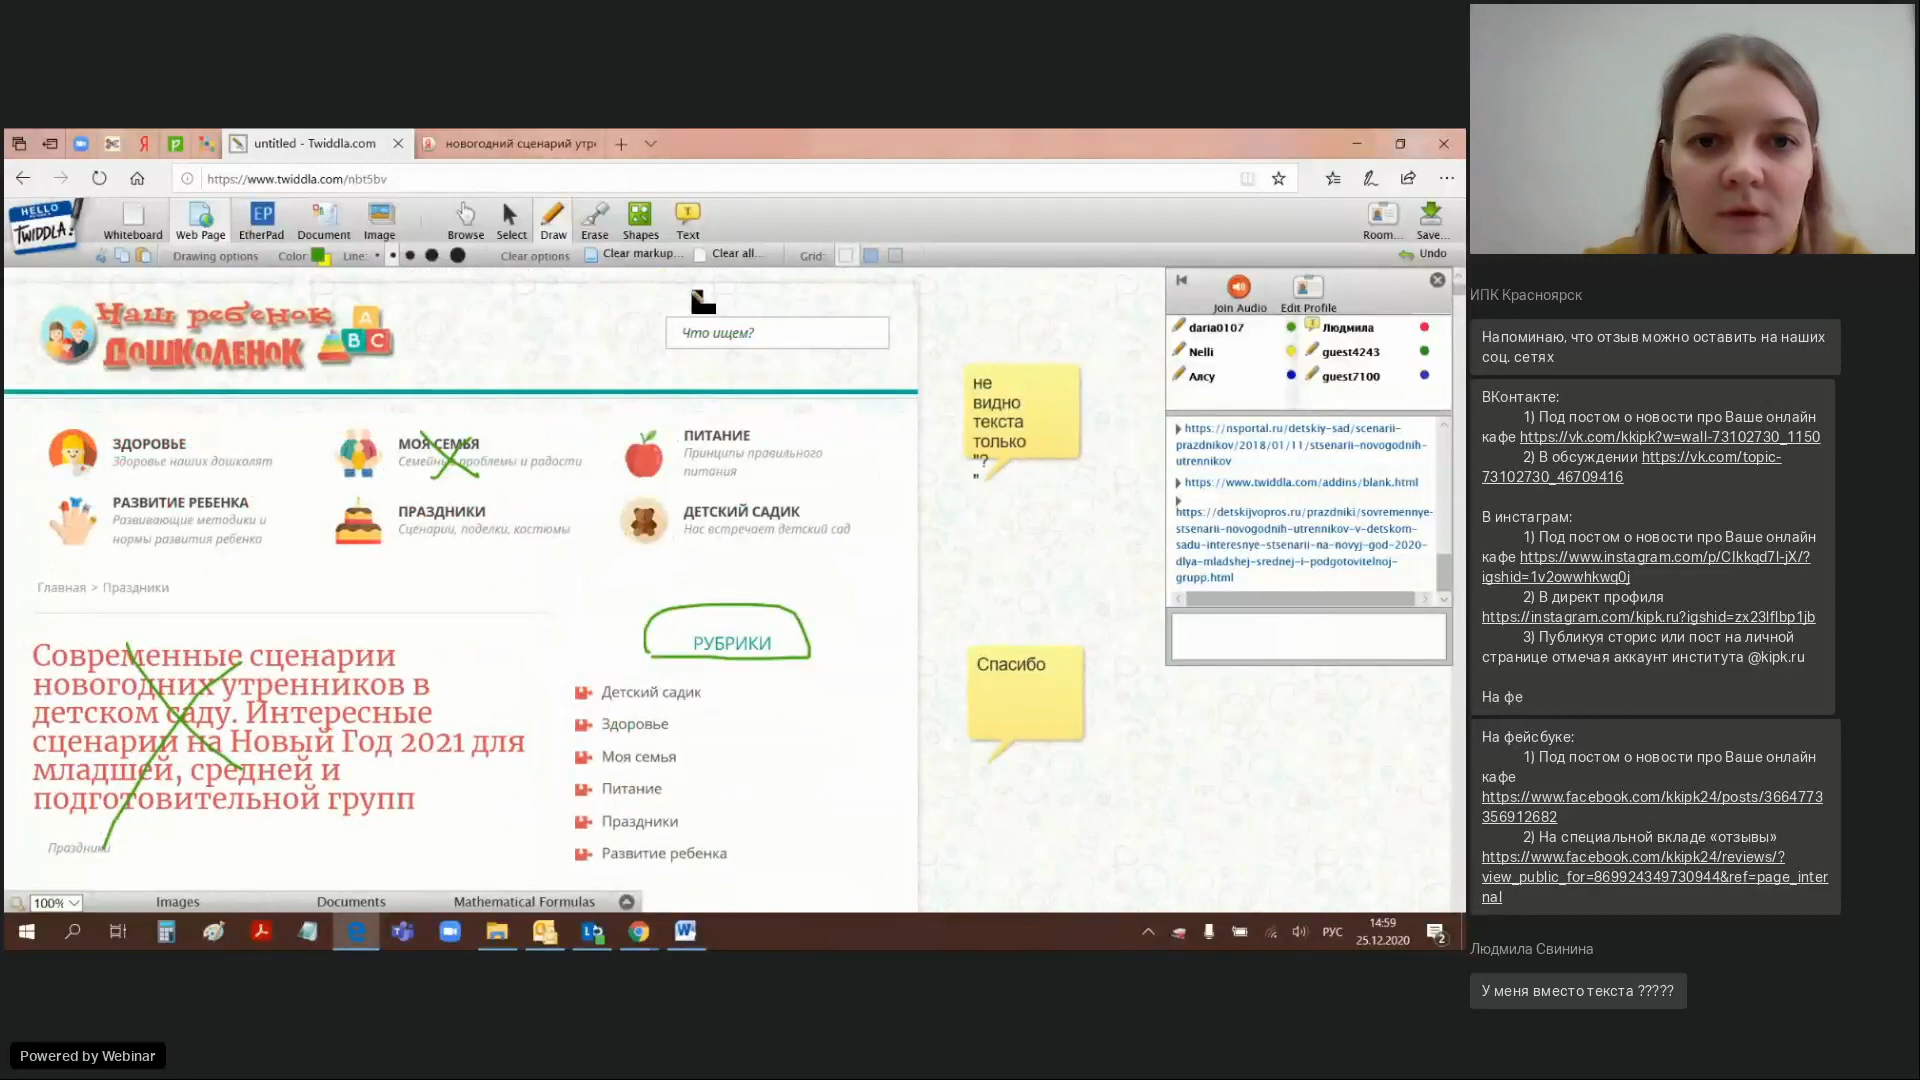 untitled - Twiddla.com
новогодний сценарий утр
https://www.twiddla.com/nbt5bv
HELLO
TWIDDLA!
Whiteboard
Web Page
EtherPad
Document
Image
Browse
Select
Draw
Erase
Shapes
Text
Room...
Save...
Drawing options
Color:
Line:
Clear options
Clear markup...
Clear all...
Grid:
Undo
Наш ребёнок
ДОШКОЛЕНОК
Что ищем?
ЗДОРОВЬЕ
Здоровье наших дошколят
МОЯ СЕМЬЯ
Семейные проблемы и радости
ПИТАНИЕ
Принципы правильного
питания
РАЗВИТИЕ РЕБЕНКА
Развивающие методики и
нормы развития ребенка
ПРАЗДНИКИ
Сценарии, поделки, костюмы
ДЕТСКИЙ САДИК
Нас встречает детский сад
Главная > Праздники
Современные сценарии
новогодних утренников в
детском саду. Интересные
сценарии на Новый Год 2021 для
младшей, средней и
подготовительной групп
Праздники
РУБРИКИ
Детский садик
Здоровье
Моя семья
Питание
Праздники
Развитие ребенка
не
видно
текста
только
"?
"
Спасибо
Join Audio
Edit Profile
daria0107
Людмила
Nelli
guest4243
Алсу
guest7100
https://nsportal.ru/detskiy-sad/scenarii-
prazdnikov/2018/01/11/stsenarii-novogodnih-
utrennikov
https://www.twiddla.com/addins/blank.html
https://detskijvopros.ru/prazdniki/sovremennye-
stsenarii-novogodnih-utrennikov-v-detskom-
sadu-interesnye-stsenarii-na-novyj-god-2020-
dlya-mladshej-srednej-i-podgotovitelnoj-
grupp.html
100%
Images
Documents
Mathematical Formulas
РУС
14:59
25.12.2020
2
Powered by Webinar
ИПК Красноярск
Напоминаю, что отзыв можно оставить на наших
соц. сетях
ВКонтакте:
1) Под постом о новости про Ваше онлайн
кафе https://vk.com/kkipk?w=wall-73102730_1150
2) В обсуждении https://vk.com/topic-
73102730_46709416
В инстаграм:
1) Под постом о новости про Ваше онлайн
кафе https://www.instagram.com/p/CIkkqd7l-jX/?
igshid=1v2owwhkwq0j
2) В директ профиля
https://instagram.com/kipk.ru?igshid=zx23lflbp1jb
3) Публикуя сторис или пост на личной
странице отмечая аккаунт института @kipk.ru
На фе
На фейсбуке:
1) Под постом о новости про Ваше онлайн
кафе
https://www.facebook.com/kkipk24/posts/3664773
356912682
2) На специальной вкладе «отзывы»
https://www.facebook.com/kkipk24/reviews/?
view_public_for=869924349730944&ref=page_inter
nal
Людмила Свинина
У меня вместо текста ?????